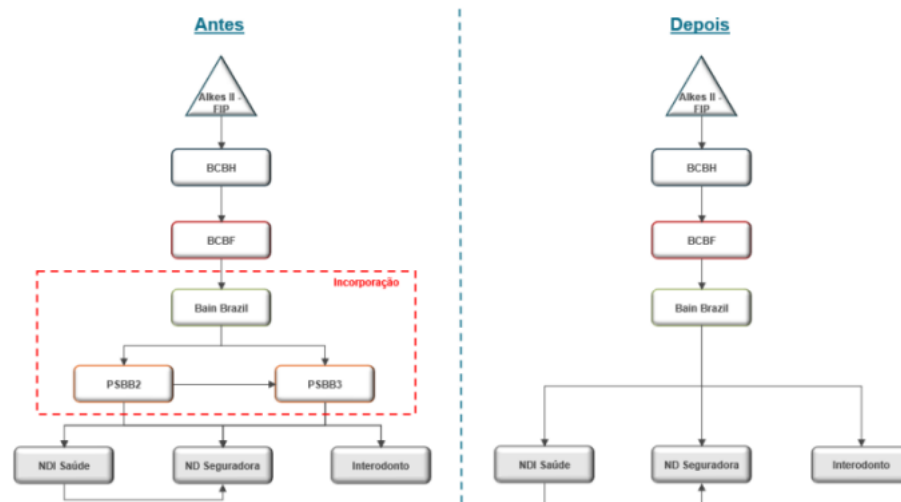 Antes
Alkes II -
FIP
BCBH
BCBF
Incorporação
Bain Brazil
PSBB2
PSBB3
NDI Saúde
ND Seguradora
Interodonto
Depois
Alkes II -
FIP
BCBH
BCBF
Bain Brazil
NDI Saúde
ND Seguradora
Interodonto